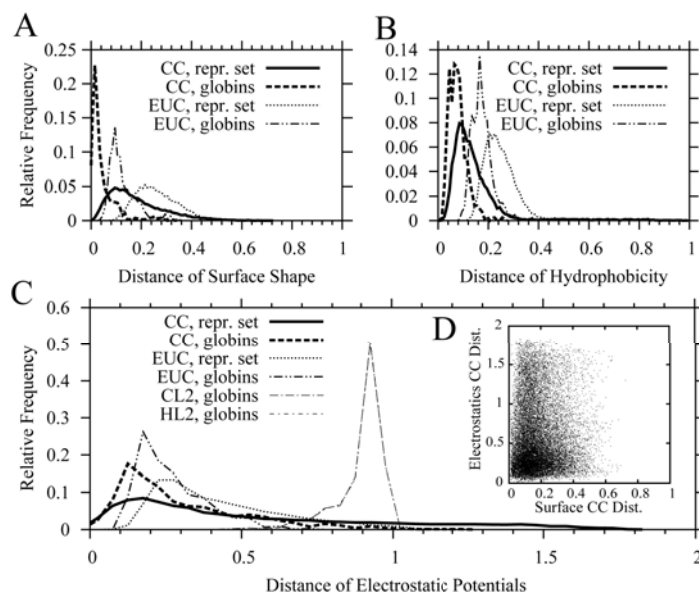 A
0.25
0.2
0.15
0.1
0.05
0
Relative Frequency
CC, repr. set
CC, globins
EUC, repr. set
EUC, globins
0 0.2 0.4 0.6 0.8 1
Distance of Surface Shape
B
0.14
0.12
0.1
0.08
0.06
0.04
0.02
0
CC, repr. set
CC, globins
EUC, repr. set
EUC, globins
0 0.2 0.4 0.6 0.8 1
Distance of Hydrophobicity
C
0.6
0.5
0.4
0.3
0.2
0.1
0
Relative Frequency
CC, repr. set
CC, globins
EUC, repr. set
EUC, globins
CL2, globins
HL2, globins
0 0.5 1 1.5 2
Distance of Electrostatic Potentials
D
2
1.5
1
0.5
0
Electrostatics CC Dist.
0 0.2 0.4 0.6 0.8 1
Surface CC Dist.